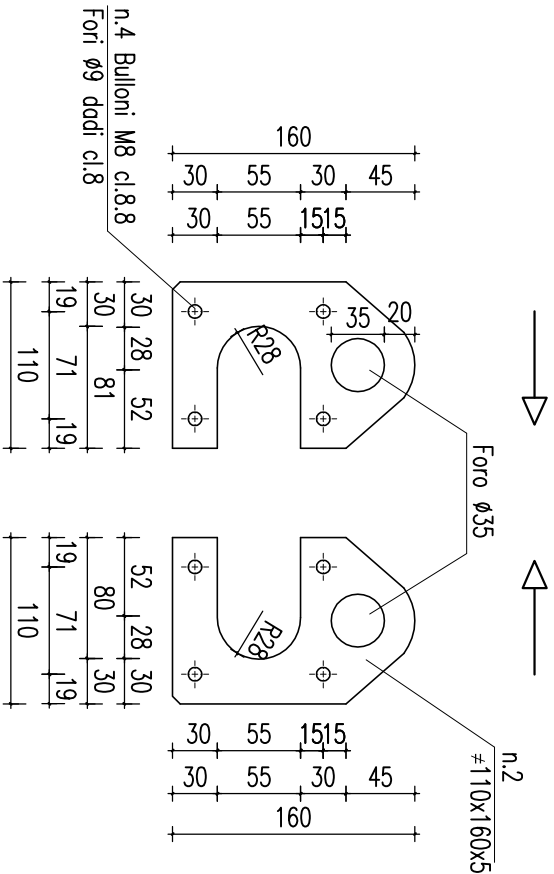 n.4 Bulloni M8 cl.8.8
Fori ø9 dadi cl.8
160
30 55 30 45
30 55 15 15
35 20
R28
30 28 52
30 81
19 71 19
110
Foro ø35
R28
52 28 30
80 30
19 71 19
110
30 55 15 15
30 55 30 45
160
n.2
≠110x160x5